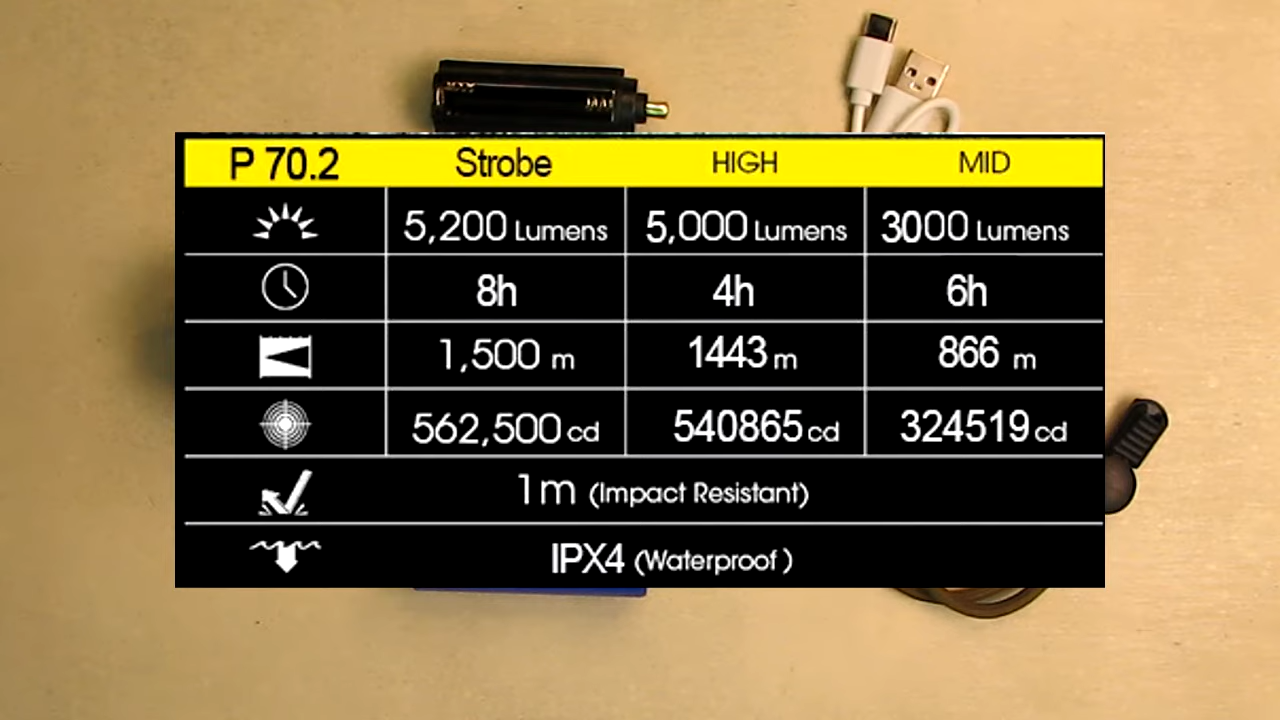 P 70.2 Strobe HIGH MID
5,200 Lumens 5,000 Lumens 3000 Lumens
8h 4h 6h
1,500 m 1443 m 866 m
562,500 cd 540865 cd 324519 cd
1m (Impact Resistant)
IPX4 (Waterproof )